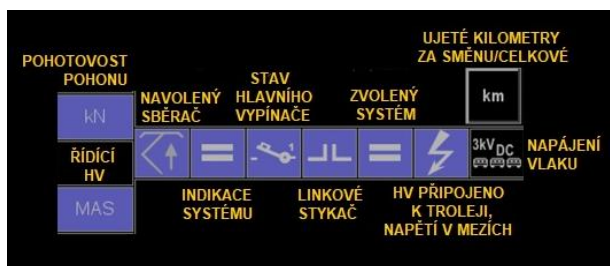 UJETÉ KILOMETRY
ZA SMĚNU/CELKOVÉ
POHOTOVOST
POHONU
STAV
HLAVNÍHO
VYPÍNAČE
NAVOLENÝ
SBĚRAČ
ZVOLENÝ
SYSTÉM
km
kN
ŘÍDÍCÍ
HV
3kV DC
NAPÁJENÍ
VLAKU
MAS
INDIKACE
SYSTÉMU
LINKOVÉ
STYKAČ
HV PŘIPOJENO
K TROLEJI,
NAPĚTÍ V MEZÍCH